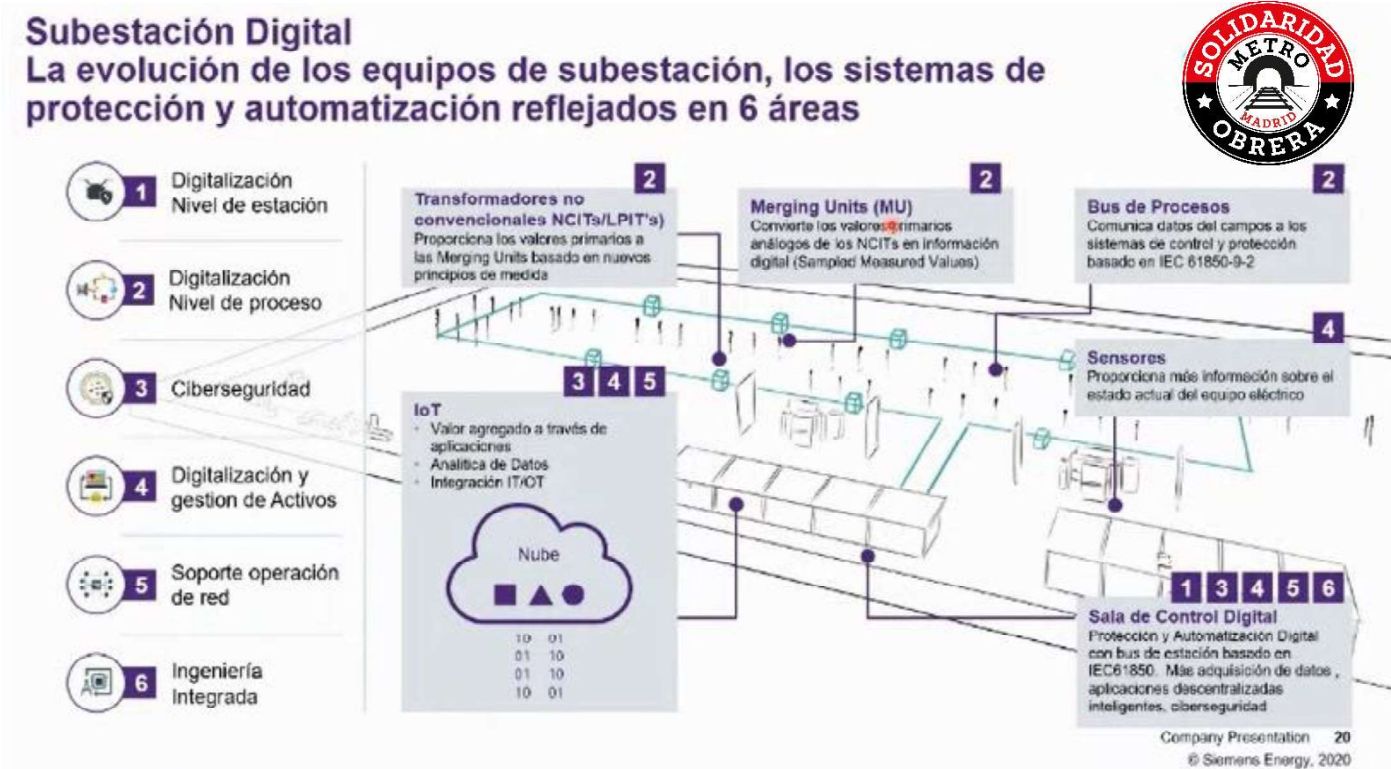 Subestación Digital
La evolución de los equipos de subestación, los sistemas de
protección y automatización reflejados en 6 áreas
SOLIDARIDAD
METRO
MADRID
OBRERA
1
Digitalización
Nivel de estación
2
Digitalización
Nivel de proceso
3
Ciberseguridad
4
Digitalización y
gestion de Activos
5
Soporte operación
de red
6
Ingeniería
Integrada
2
Transformadores no
convencionales NCITs/LPIT's)
Proporciona los valores primarios a
las Merging Units basado en nuevos
principios de medida
2
Merging Units (MU)
Convierte los valores primarios
análogos de los NCITs en información
digital (Sampled Measured Values)
2
Bus de Procesos
Comunica datos del campos a los
sistemas de control y protección
basado en IEC 61850-9-2
4
Sensores
Proporciona más información sobre el
estado actual del equipo eléctrico
3 4 5
IoT
· Valor agregado a través de
aplicaciones
· Analítica de Datos
· Integración IT/OT
Nube
10 01
01 10
01 10
10 01
1 3 4 5 6
Sala de Control Digital
Protección y Automatización Digital
con bus de estación basado en
IEC61850. Más adquisición de datos ,
aplicaciones descentralizadas
inteligentes, ciberseguridad
Company Presentation 20
© Siemens Energy, 2020